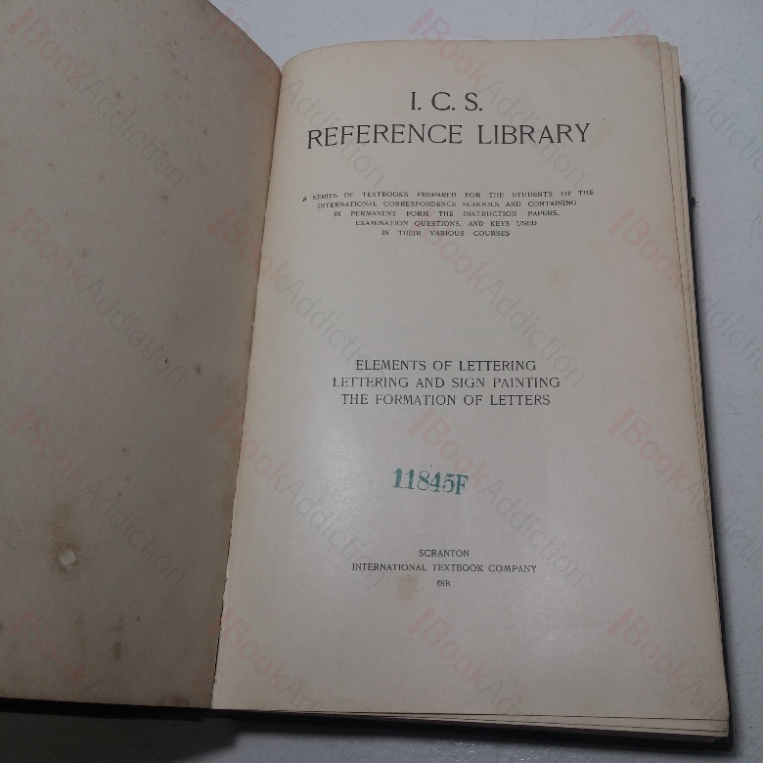 I. C. S.
REFERENCE LIBRARY
A SERIES OF TEXTBOOKS PREPARED FOR THE STUDENTS OF THE
INTERNATIONAL CORRESPONDENCE SCHOOLS AND CONTAINING
IN PERMANENT FORM THE INSTRUCTION PAPERS,
EXAMINATION QUESTIONS, AND KEYS USED
IN THEIR VARIOUS COURSES
ELEMENTS OF LETTERING
LETTERING AND SIGN PAINTING
THE FORMATION OF LETTERS
11845F
SCRANTON
INTERNATIONAL TEXTBOOK COMPANY
BookAddiction